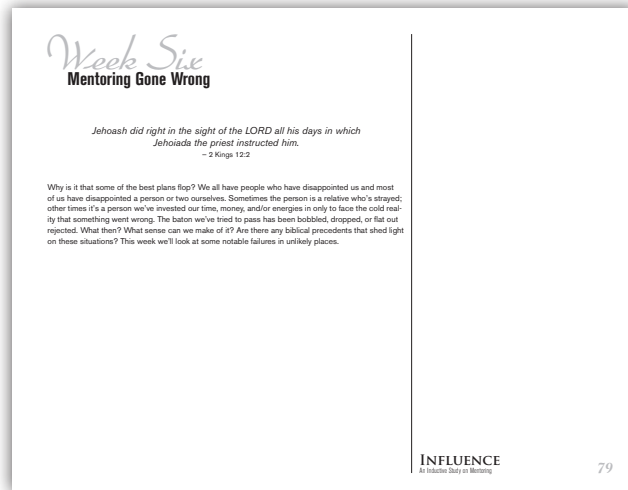 Week Six
Mentoring Gone Wrong
Jehoash did right in the sight of the LORD all his days in which
Jehoiada the priest instructed him.
– 2 Kings 12:2
Why is it that some of the best plans flop? We all have people who have disappointed us and most
of us have disappointed a person or two ourselves. Sometimes the person is a relative who's strayed;
other times it's a person we've invested our time, money, and/or energies in only to face the cold real-
ity that something went wrong. The baton we've tried to pass has been bobbled, dropped, or flat out
rejected. What then? What sense can we make of it? Are there any biblical precedents that shed light
on these situations? This week we'll look at some notable failures in unlikely places.
INFLUENCE
An Inductive Study on Mentoring
79